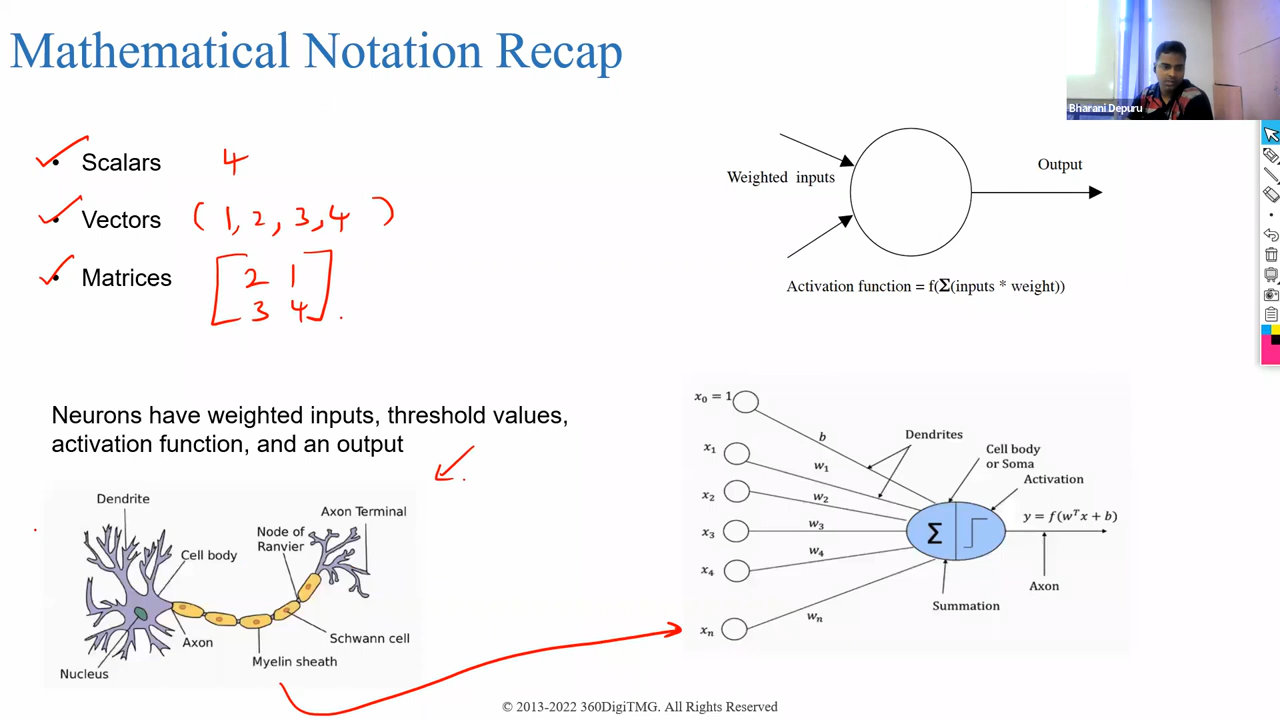 Mathematical Notation Recap
Bharani Depuru
• Scalars 4
• Vectors (1, 2, 3, 4)
• Matrices [2 1
3 4].
Weighted inputs
Output
Activation function = f(Σ(inputs * weight))
Neurons have weighted inputs, threshold values,
activation function, and an output
Dendrite
Axon Terminal
Node of
Ranvier
Cell body
Axon
Schwann cell
Myelin sheath
Nucleus
x₀ = 1
b
Dendrites
Cell body
or Soma
Activation
x₁
w₁
x₂
w₂
x₃
w₃
x₄
w₄
xₙ
wₙ
Σ
y = f(wᵀx + b)
Axon
Summation
© 2013-2022 360DigiTMG. All Rights Reserved